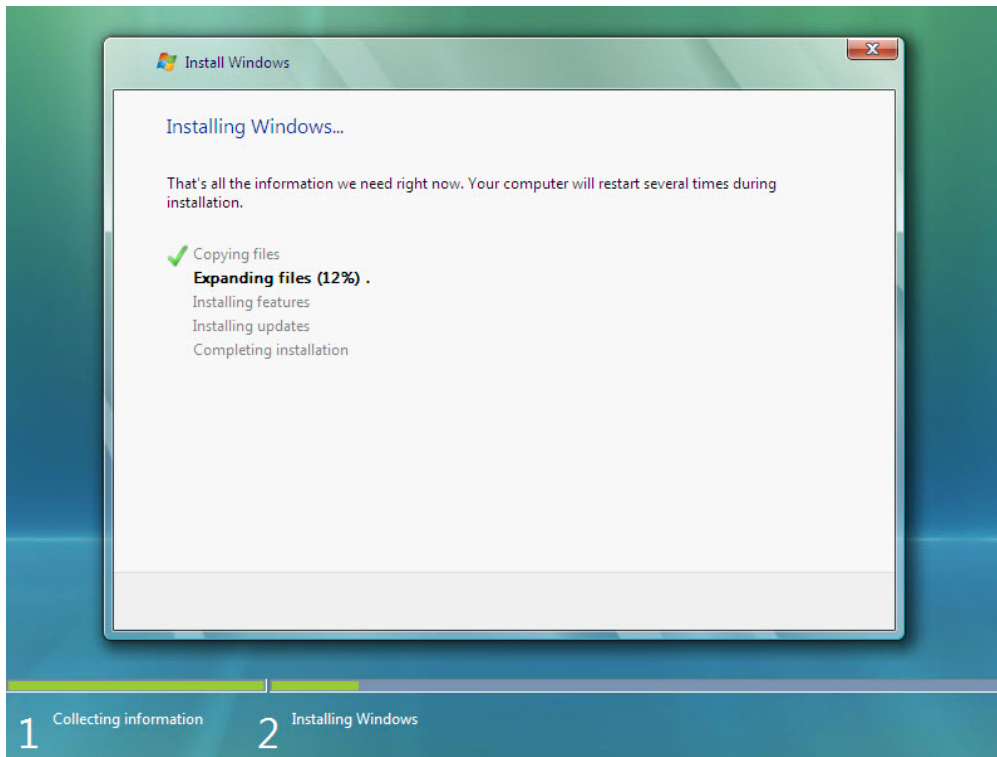 Install Windows
Installing Windows...
That's all the information we need right now. Your computer will restart several times during
installation.
Copying files
Expanding files (12%) .
Installing features
Installing updates
Completing installation
1 Collecting information 2 Installing Windows